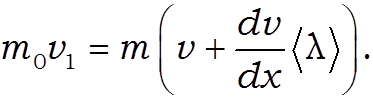 m₀v₁ = m (v + dv/dx ⟨λ⟩).